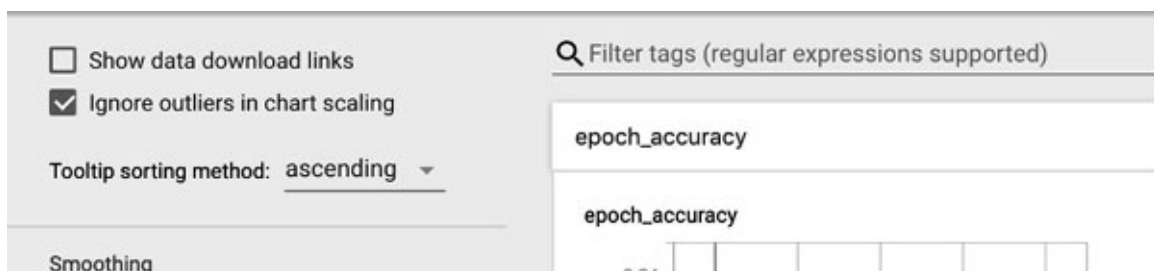 Show data download links
Ignore outliers in chart scaling
Tooltip sorting method: ascending
Smoothing
Filter tags (regular expressions supported)
epoch_accuracy
epoch_accuracy